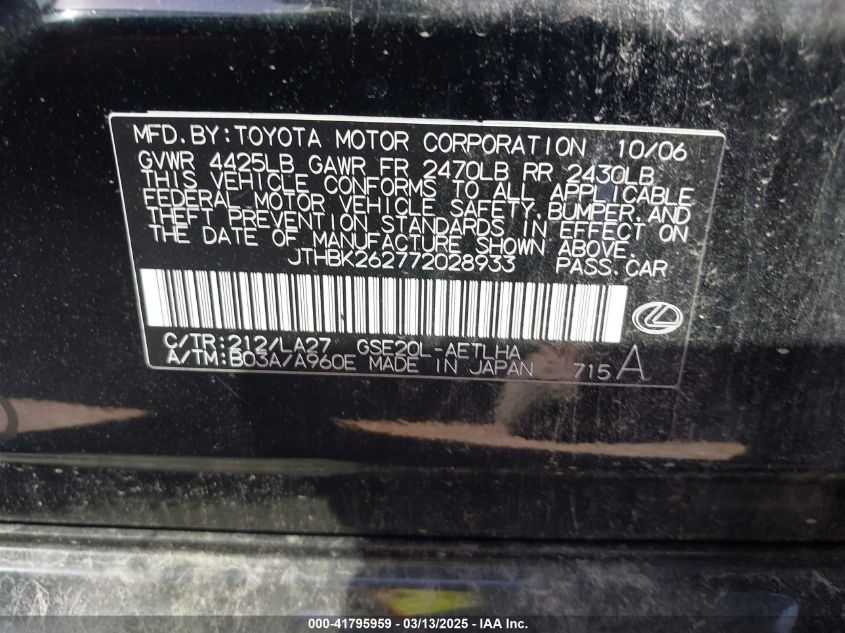 MFD.BY:TOYOTA MOTOR CORPORATION 10/06
GVWR 4425LB GAWR FR 2470LB RR 2430LB
THIS VEHICLE CONFORMS TO ALL APPLICABLE
FEDERAL MOTOR VEHICLE SAFETY,BUMPER,AND
THEFT PREVENTION STANDARDS IN EFFECT ON
THE DATE OF MANUFACTURE SHOWN ABOVE.
JTHBK262772028933 PASS.CAR
C/TR:212/LA27 GSE20L-AETLHA
A/TM:B03A/A960E MADE IN JAPAN 715 A
000-41795959 — 03/13/2025 — IAA Inc.